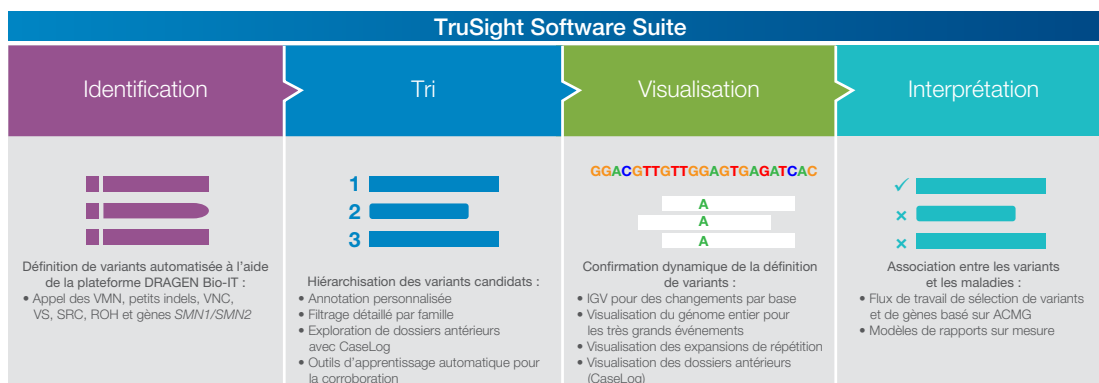 TruSight Software Suite
Identification
Définition de variants automatisée à l'aide
de la plateforme DRAGEN Bio-IT :
• Appel des VMN, petits indels, VNC,
VS, SRC, ROH et gènes SMN1/SMN2
Tri
1
2
3
Hiérarchisation des variants candidats :
• Annotation personnalisée
• Filtrage détaillé par famille
• Exploration de dossiers antérieurs
avec CaseLog
• Outils d'apprentissage automatique pour
la corroboration
Visualisation
GGACGTTGTTGGAGTGAGATCAC
A
A
A
Confirmation dynamique de la définition
de variants :
• IGV pour des changements par base
• Visualisation du génome entier pour
les très grands événements
• Visualisation des expansions de répétition
• Visualisation des dossiers antérieurs
(CaseLog)
Interprétation
Association entre les variants
et les maladies :
• Flux de travail de sélection de variants
et de gènes basé sur ACMG
• Modèles de rapports sur mesure